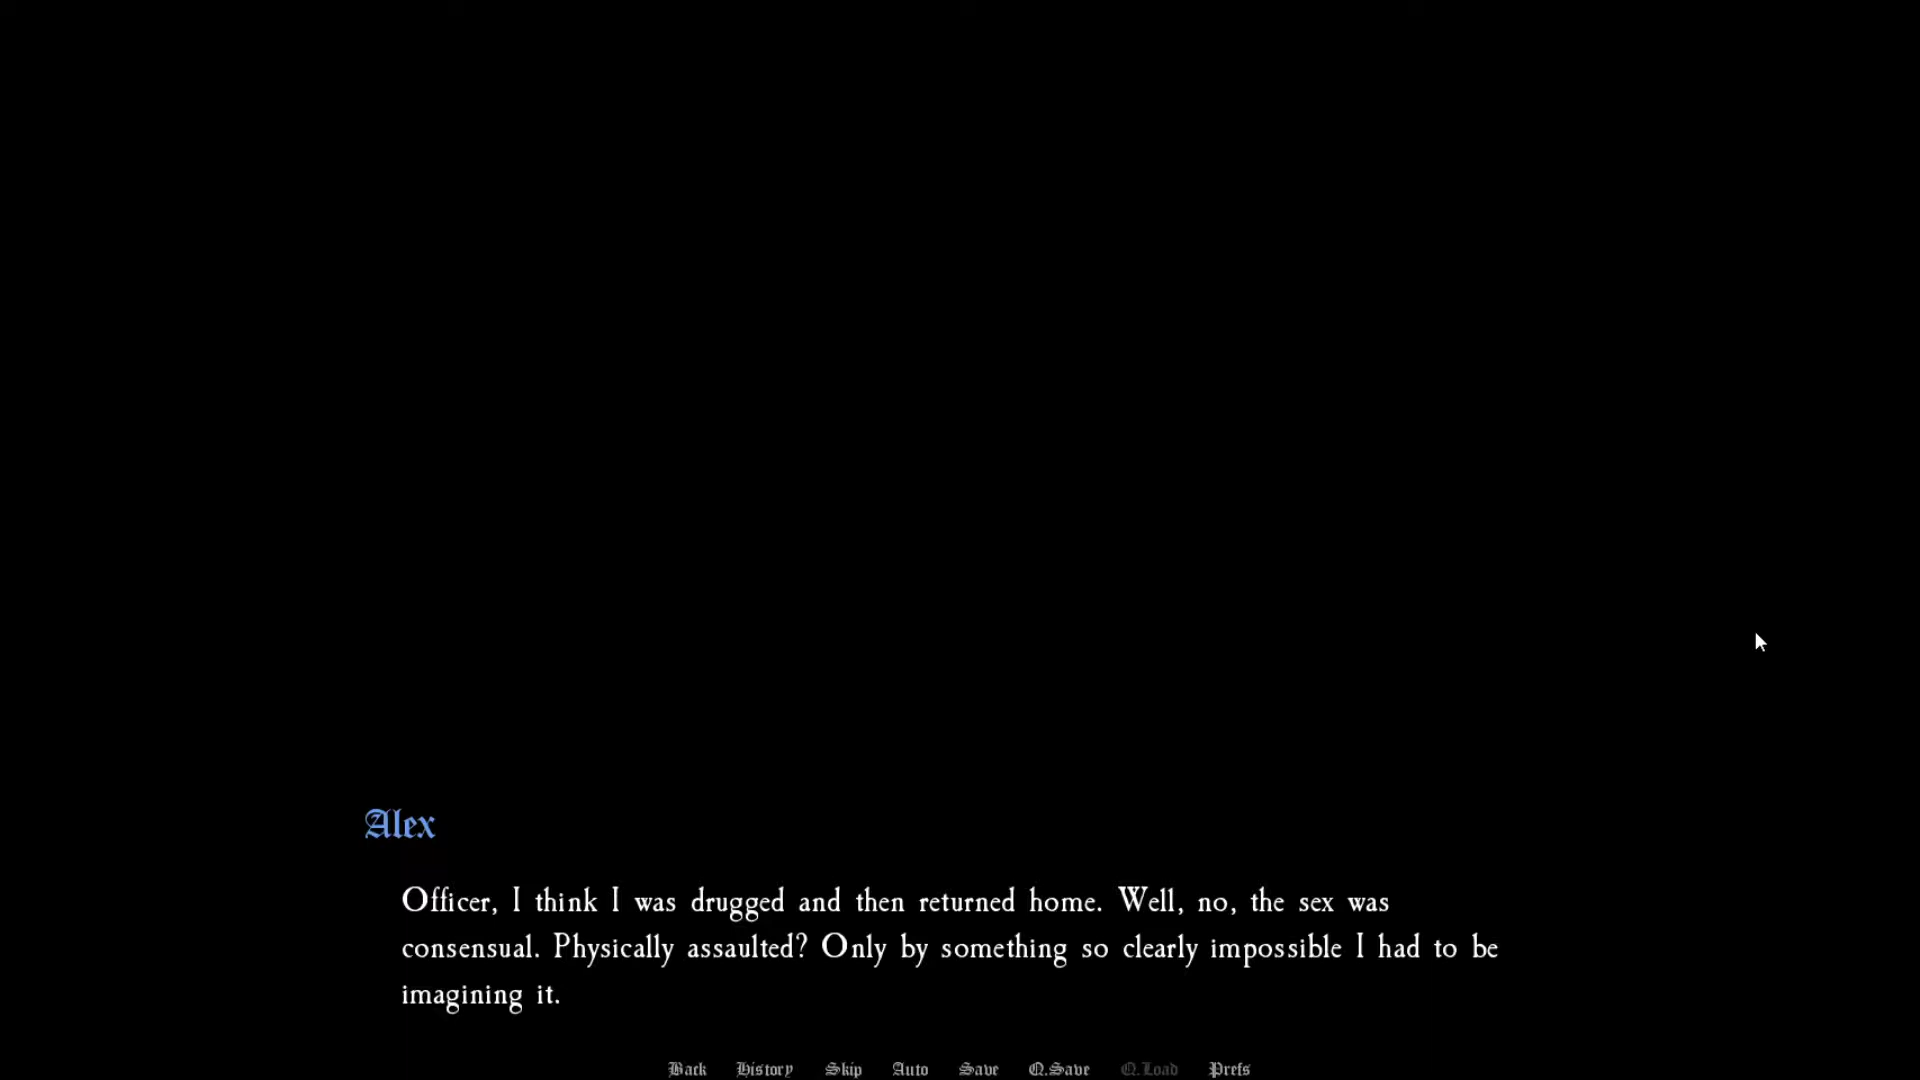 Alex
Officer, I think I was drugged and then returned home. Well, no, the sex was
consensual. Physically assaulted? Only by something so clearly impossible I had to be
imagining it.
Back History Skip Auto Save Q.Save Q.Load Prefs